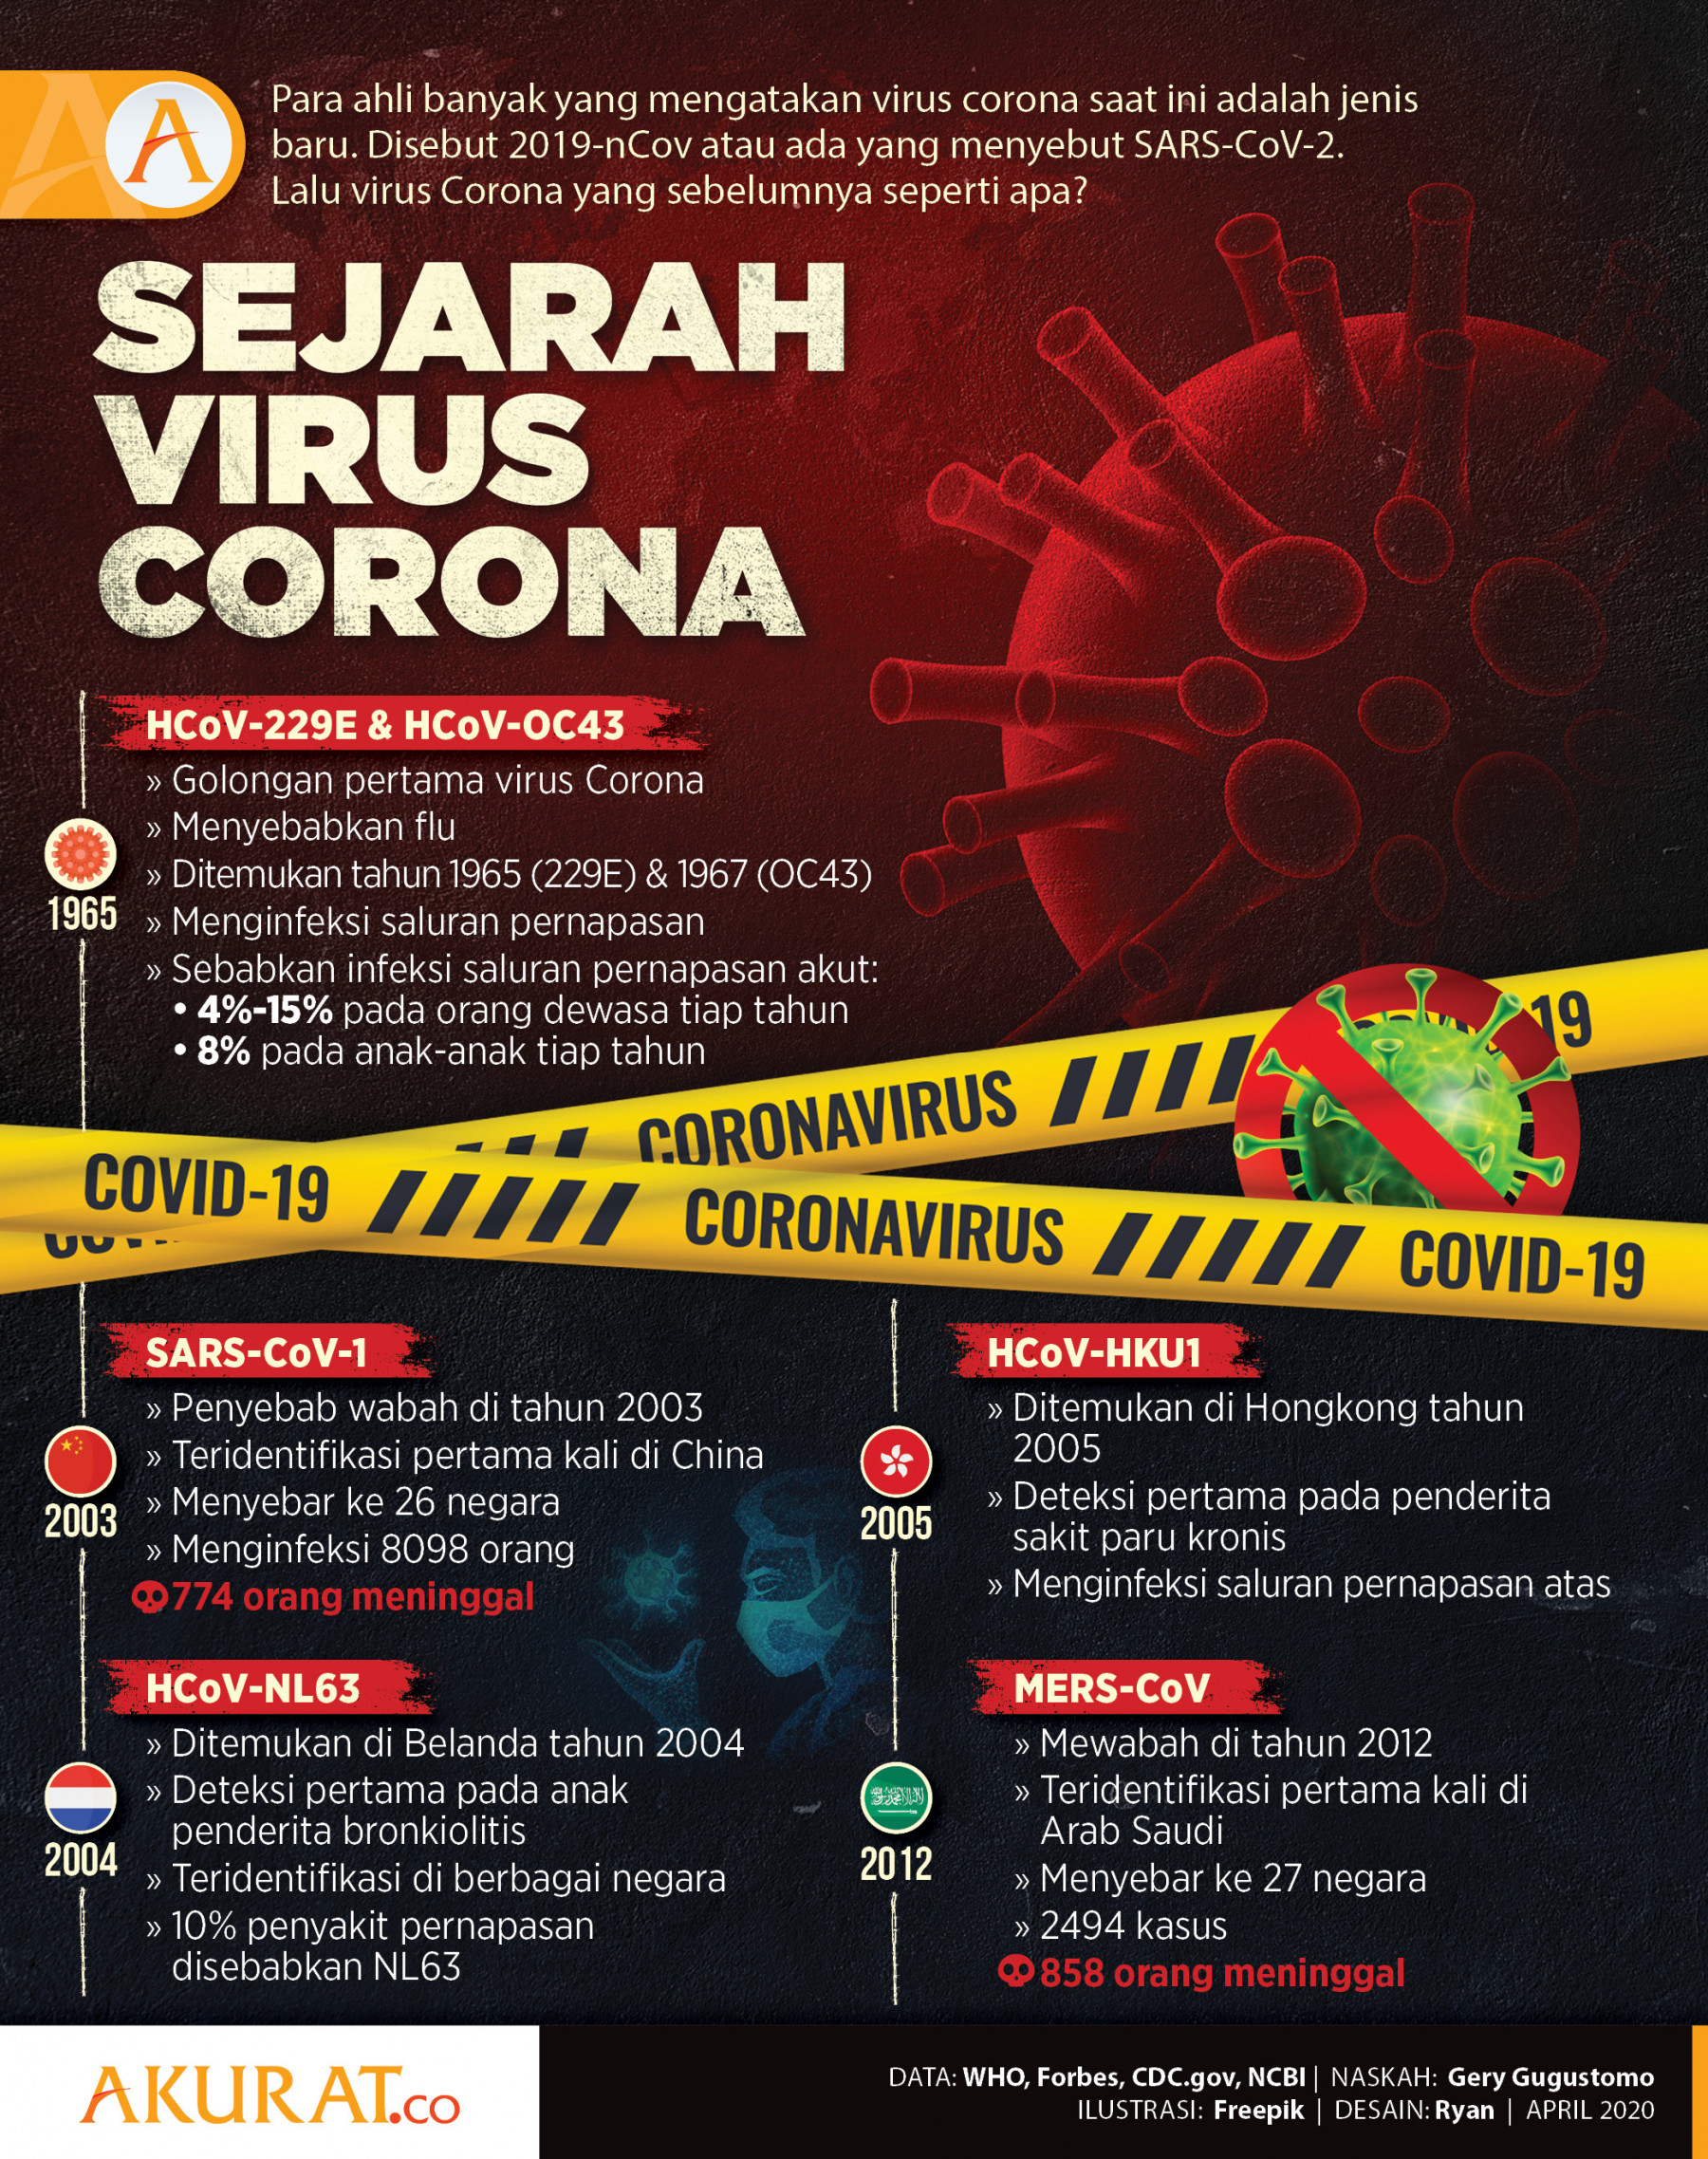 Para ahli banyak yang mengatakan virus corona saat ini adalah jenis
baru. Disebut 2019-nCov atau ada yang menyebut SARS-CoV-2.
Lalu virus Corona yang sebelumnya seperti apa?
SEJARAH
VIRUS
CORONA
HCoV-229E & HCoV-OC43
» Golongan pertama virus Corona
» Menyebabkan flu
» Ditemukan tahun 1965 (229E) & 1967 (OC43)
» Menginfeksi saluran pernapasan
» Sebabkan infeksi saluran pernapasan akut:
• 4%-15% pada orang dewasa tiap tahun
• 8% pada anak-anak tiap tahun
1965
CORONAVIRUS
19
COVID-19
CORONAVIRUS
COVID-19
SARS-CoV-1
» Penyebab wabah di tahun 2003
» Teridentifikasi pertama kali di China
» Menyebar ke 26 negara
» Menginfeksi 8098 orang
774 orang meninggal
2003
HCoV-NL63
» Ditemukan di Belanda tahun 2004
» Deteksi pertama pada anak
penderita bronkiolitis
» Teridentifikasi di berbagai negara
» 10% penyakit pernapasan
disebabkan NL63
2004
HCoV-HKU1
» Ditemukan di Hongkong tahun
2005
» Deteksi pertama pada penderita
sakit paru kronis
» Menginfeksi saluran pernapasan atas
2005
MERS-CoV
» Mewabah di tahun 2012
» Teridentifikasi pertama kali di
Arab Saudi
» Menyebar ke 27 negara
» 2494 kasus
858 orang meninggal
2012
AKURAT.co
DATA: WHO, Forbes, CDC.gov, NCBI | NASKAH: Gery Gugustomo
ILUSTRASI: Freepik | DESAIN: Ryan | APRIL 2020